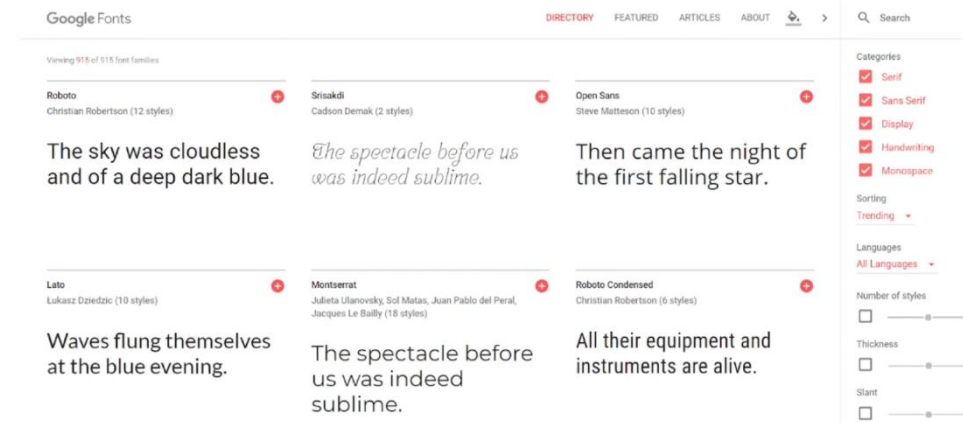 Google Fonts
DIRECTORY FEATURED ARTICLES ABOUT
Search
Viewing 915 of 915 font families
Roboto
Christian Robertson (12 styles)
The sky was cloudless
and of a deep dark blue.
Srisakdi
Cadson Demak (2 styles)
The spectacle before us
was indeed sublime.
Open Sans
Steve Matteson (10 styles)
Then came the night of
the first falling star.
Lato
Łukasz Dziedzic (10 styles)
Waves flung themselves
at the blue evening.
Montserrat
Julieta Ulanovsky, Sol Matas, Juan Pablo del Peral,
Jacques Le Bailly (18 styles)
The spectacle before
us was indeed
sublime.
Roboto Condensed
Christian Robertson (6 styles)
All their equipment and
instruments are alive.
Categories
Serif
Sans Serif
Display
Handwriting
Monospace
Sorting
Trending
Languages
All Languages
Number of styles
Thickness
Slant